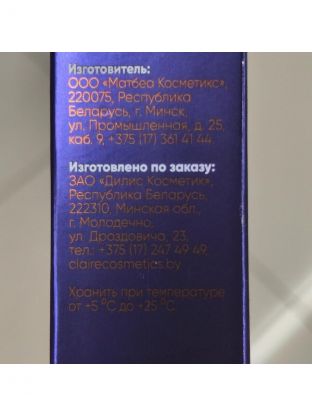 Изготовитель:
ООО «Матбеа Косметикс»,
220075, Республика
Беларусь, г. Минск,
ул. Промышленная, д. 25,
каб. 9, +375 (17) 361 41 44.
Изготовлено по заказу:
ЗАО «Дилис Косметик»,
Республика Беларусь,
222310. Минская обл.,
г. Молодечно,
ул. Дроздовича, 23,
тел.: +375 (17) 247 49 49,
clairecosmetics.by
Хранить при температуре
от +5 °C до +25 °C.